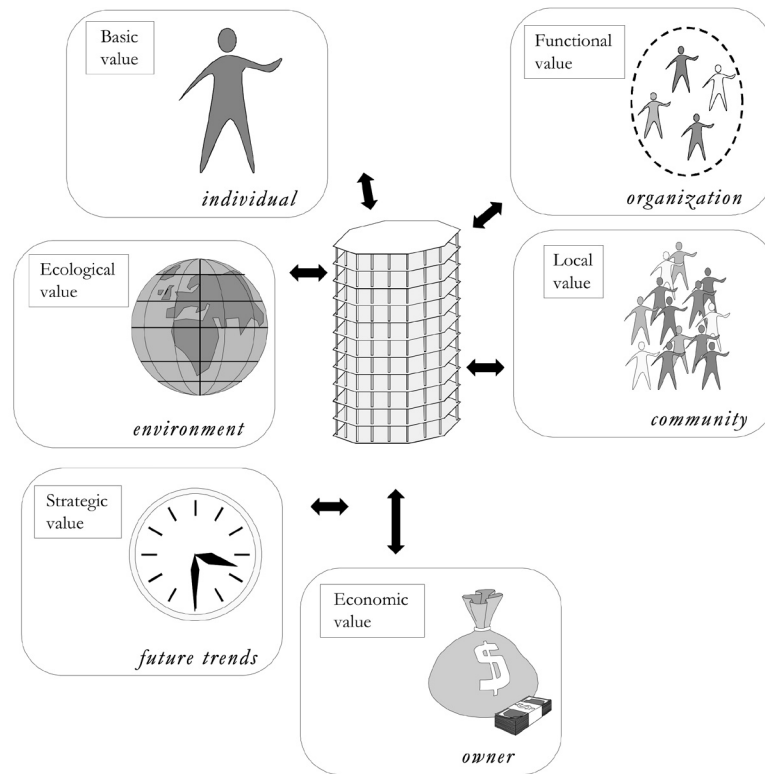 Basic
value
individual
Functional
value
organization
Ecological
value
environment
Local
value
community
Strategic
value
future trends
Economic
value
$
owner